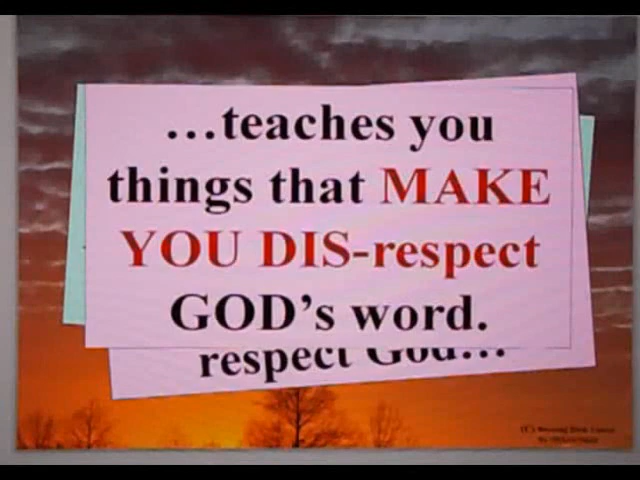 …teaches you
things that MAKE
YOU DIS-respect
GOD's word.
respect God…